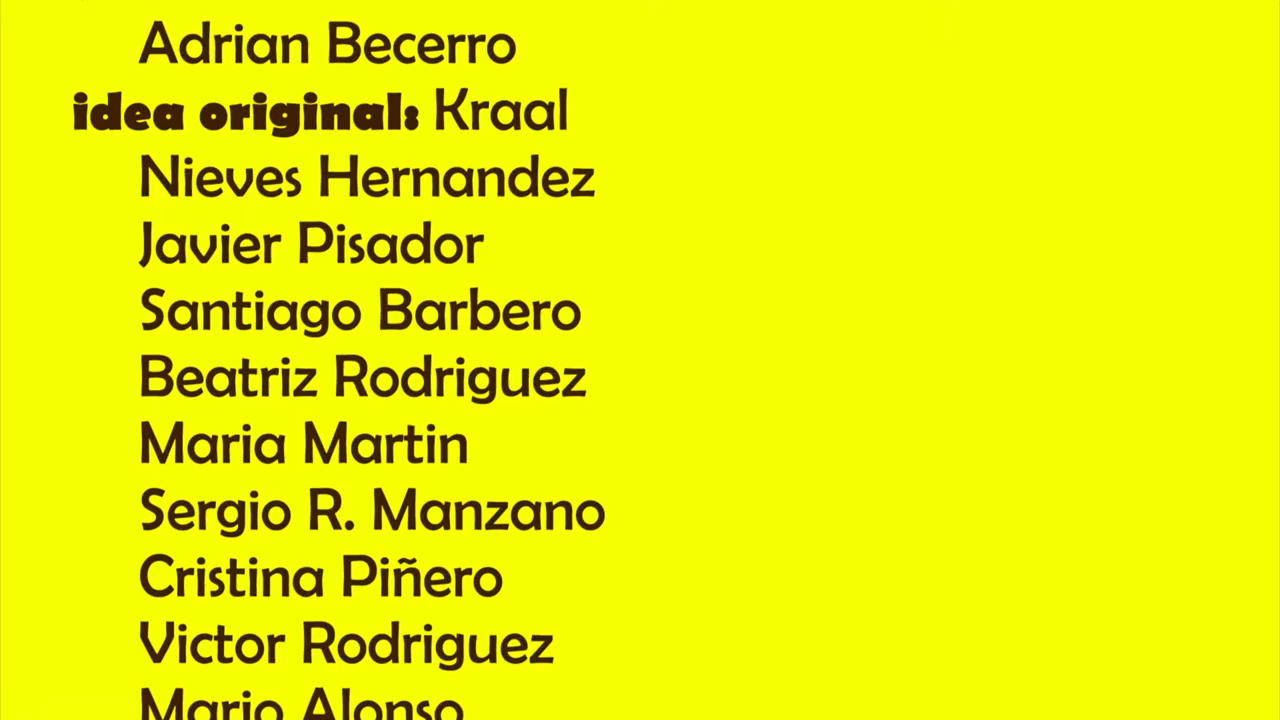 Adrian Becerro
idea original: Kraal
Nieves Hernandez
Javier Pisador
Santiago Barbero
Beatriz Rodriguez
Maria Martin
Sergio R. Manzano
Cristina Piñero
Victor Rodriguez
Mario Alonso